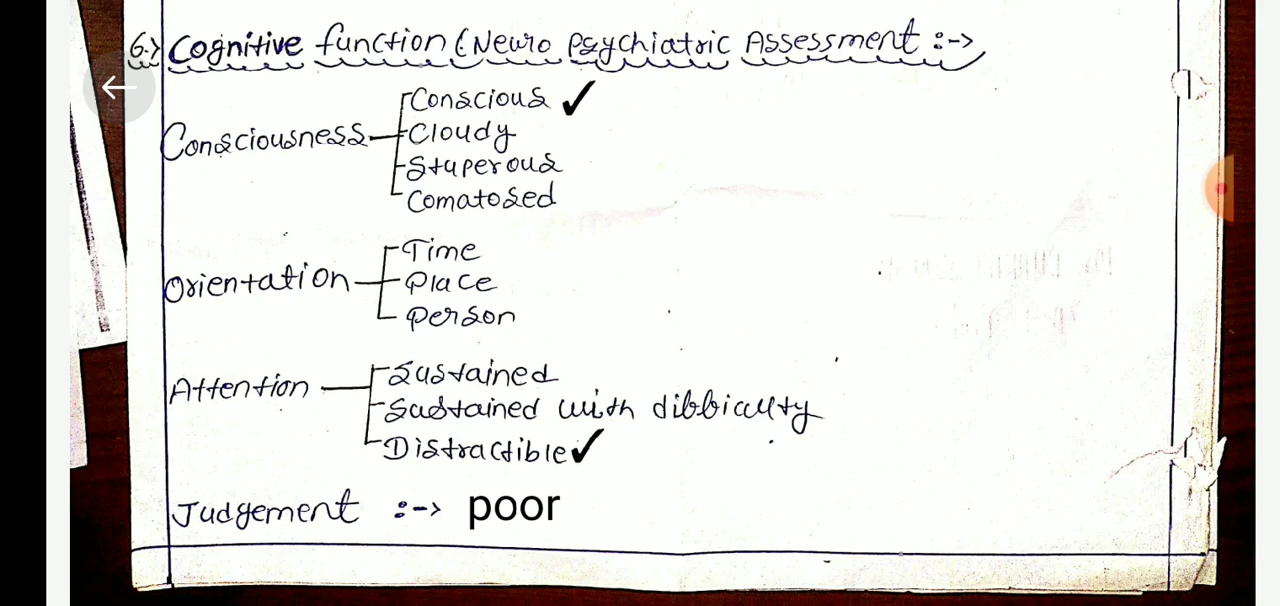 6.) Cognitive function (Neuro Psychiatric Assessment :->
Conscious ✓
Consciousness
Cloudy
Stuperous
Comatosed
Time
Orientation
Place
Person
Sustained
Attention
Sustained with difficulty
Distractible ✓
Judgement :-> poor